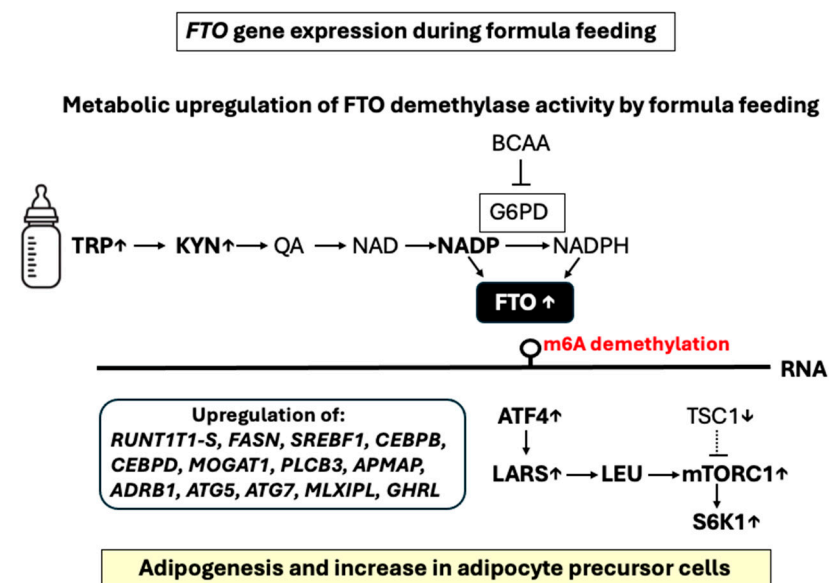 FTO gene expression during formula feeding
Metabolic upregulation of FTO demethylase activity by formula feeding
BCAA
G6PD
TRP↑ → KYN↑ → QA → NAD → NADP → NADPH
FTO ↑
m6A demethylation
RNA
Upregulation of:
RUNT1T1-S, FASN, SREBF1, CEBPB,
CEBPD, MOGAT1, PLCB3, APMAP,
ADRB1, ATG5, ATG7, MLXIPL, GHRL
ATF4↑
TSC1↓
LARS↑ → LEU → mTORC1↑
S6K1↑
Adipogenesis and increase in adipocyte precursor cells